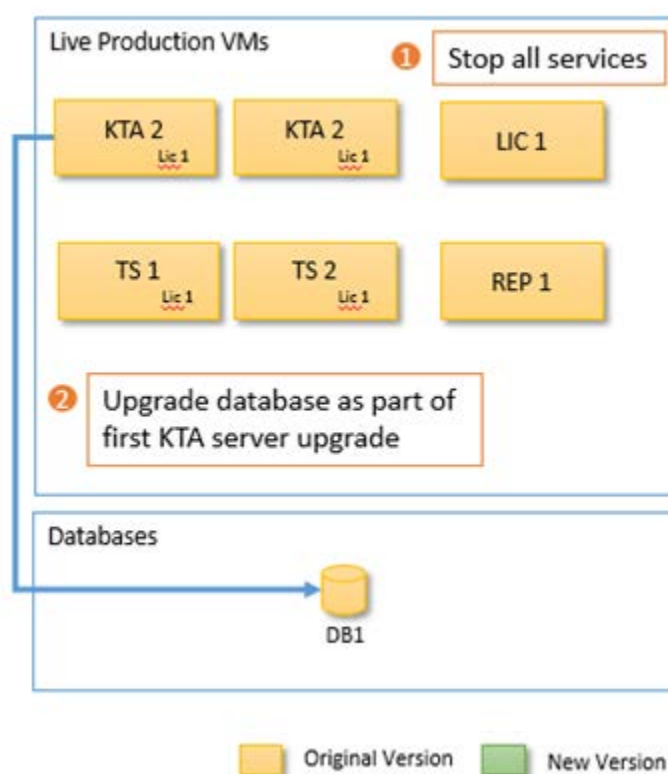 Live Production VMs
1
Stop all services
KTA 2
Lic 1
KTA 2
Lic 1
LIC 1
TS 1
Lic 1
TS 2
Lic 1
REP 1
2
Upgrade database as part of
first KTA server upgrade
Databases
DB1
Original Version
New Version